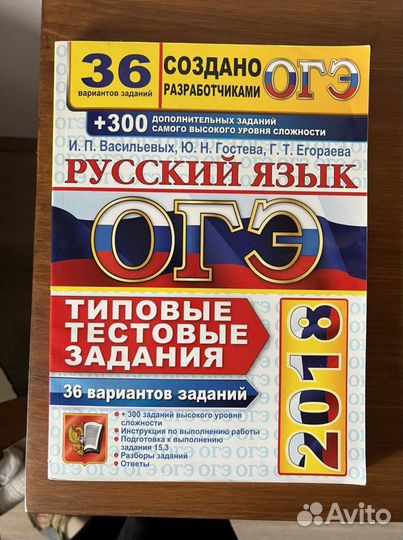 36
вариантов заданий
СОЗДАНО
РАЗРАБОТЧИКАМИ
ОГЭ
+300 ДОПОЛНИТЕЛЬНЫХ ЗАДАНИЙ
САМОГО ВЫСОКОГО УРОВНЯ СЛОЖНОСТИ
И. П. Васильевых, Ю. Н. Гостева, Г. Т. Егораева
РУССКИЙ ЯЗЫК
ОГЭ
ТИПОВЫЕ
ТЕСТОВЫЕ
ЗАДАНИЯ
36 вариантов заданий
2018
• + 300 заданий высокого уровня
сложности
• Инструкция по выполнению работы
• Подготовка к выполнению
задания 15.3
• Разборы заданий
• Ответы
Avito